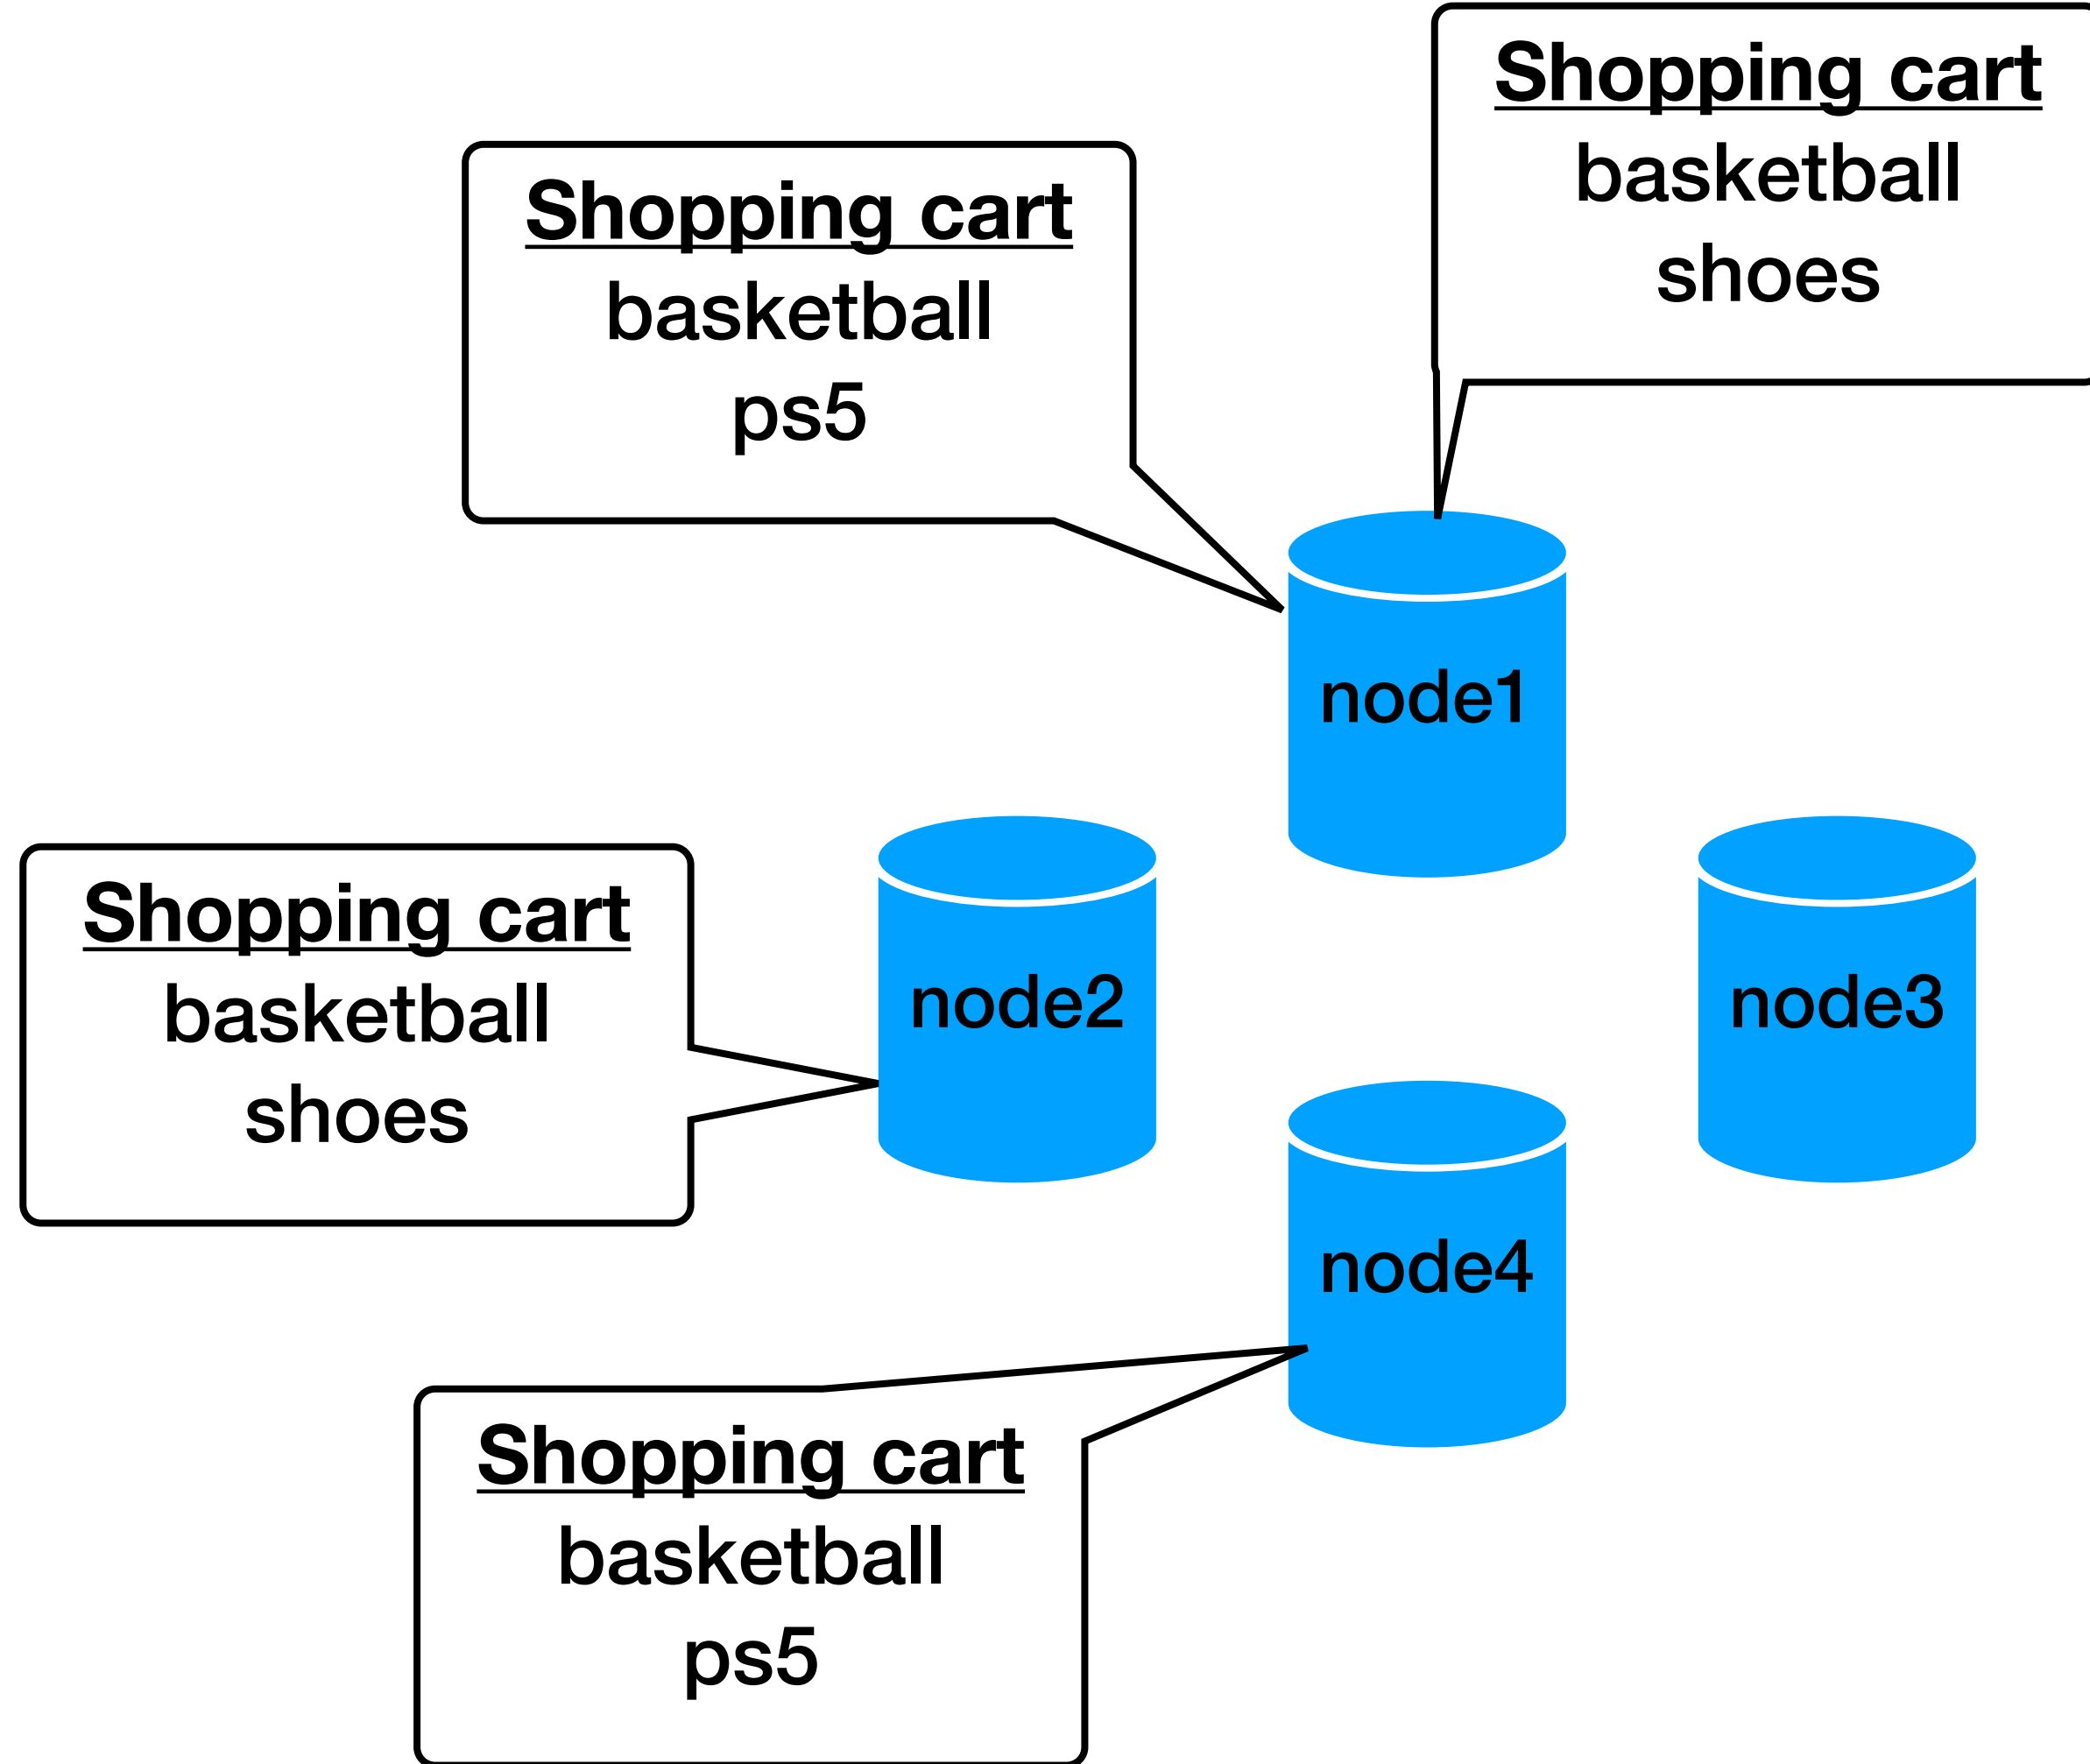 Shopping cart
basketball
shoes
Shopping cart
basketball
ps5
node1
Shopping cart
basketball
shoes
node2
node3
node4
Shopping cart
basketball
ps5